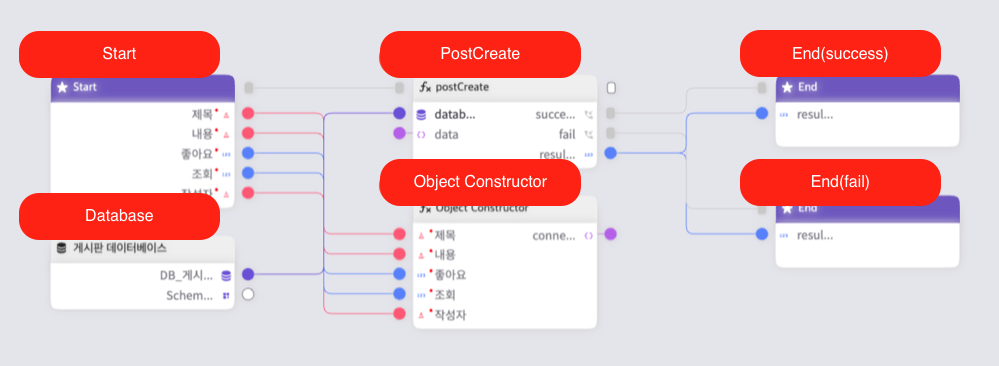 Start
Start
제목*
내용*
좋아요*
조회*
작성자*
Database
게시판 데이터베이스
DB_게시...
Schem...
PostCreate
fx postCreate
datab...
succe...
data
fail
resul...
Object Constructor
fx Object Constructor
*제목
conne...
*내용
*좋아요
*조회
*작성자
End(success)
End
resul...
End(fail)
End
resul...